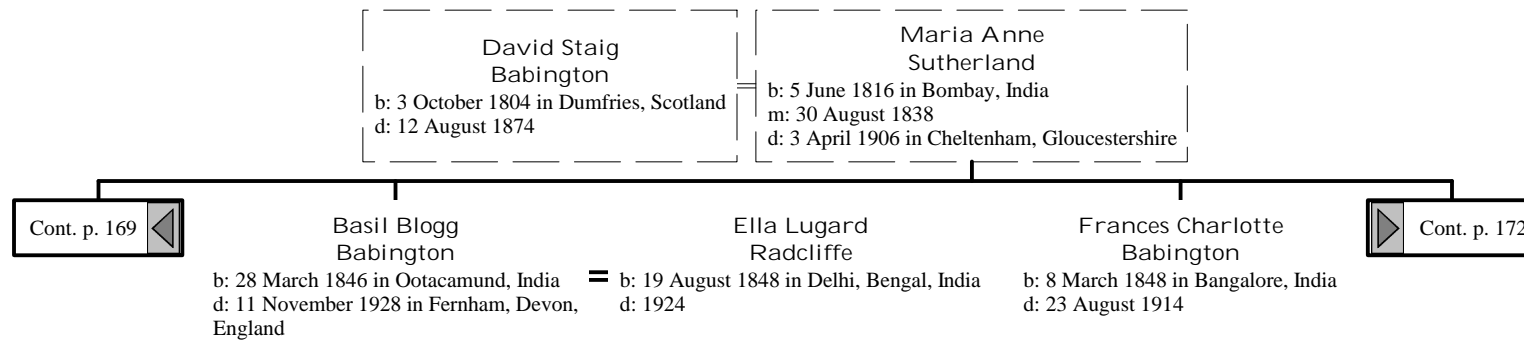 David Staig
Babington
b: 3 October 1804 in Dumfries, Scotland
d: 12 August 1874
Maria Anne
Sutherland
b: 5 June 1816 in Bombay, India
m: 30 August 1838
d: 3 April 1906 in Cheltenham, Gloucestershire
Cont. p. 169
Basil Blogg
Babington
b: 28 March 1846 in Ootacamund, India
d: 11 November 1928 in Fernham, Devon,
England
Ella Lugard
Radcliffe
b: 19 August 1848 in Delhi, Bengal, India
d: 1924
Frances Charlotte
Babington
b: 8 March 1848 in Bangalore, India
d: 23 August 1914
Cont. p. 172